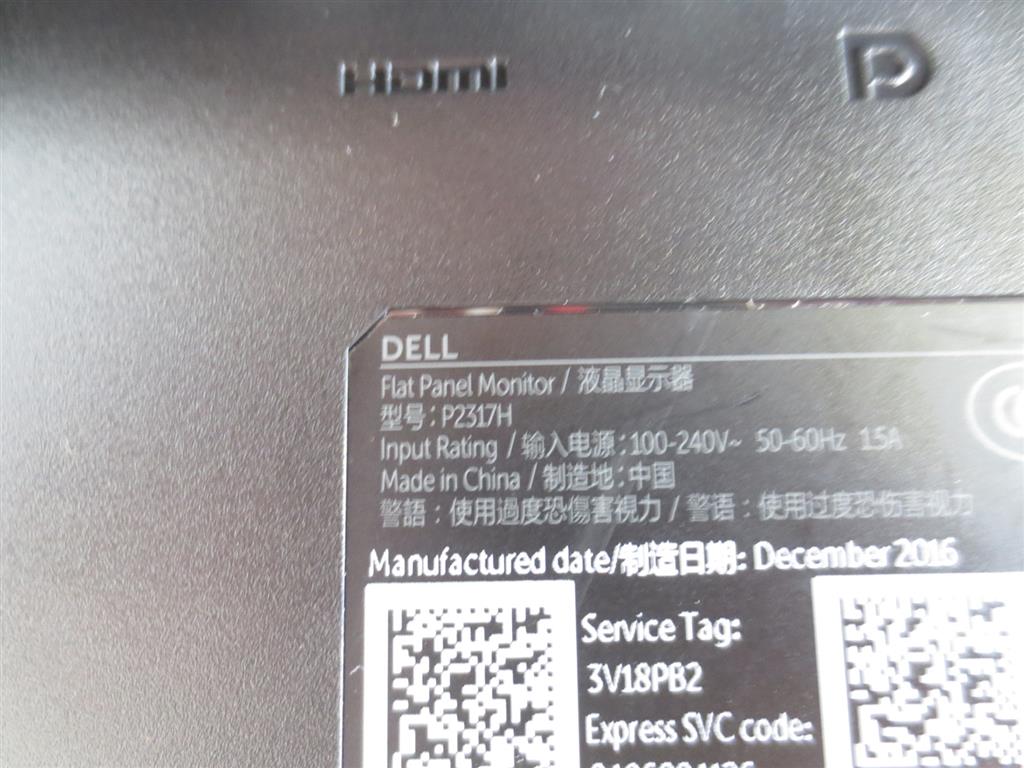 HDMI
DELL
Flat Panel Monitor / 液晶显示器
型号: P2317H
Input Rating / 输入电源: 100-240V~ 50-60Hz 1.5A
Made in China / 制造地: 中国
警語: 使用過度恐傷害視力 / 警语: 使用过度恐伤害视力
Manufactured date/制造日期: December 2016
Service Tag:
3V18PB2
Express SVC code: